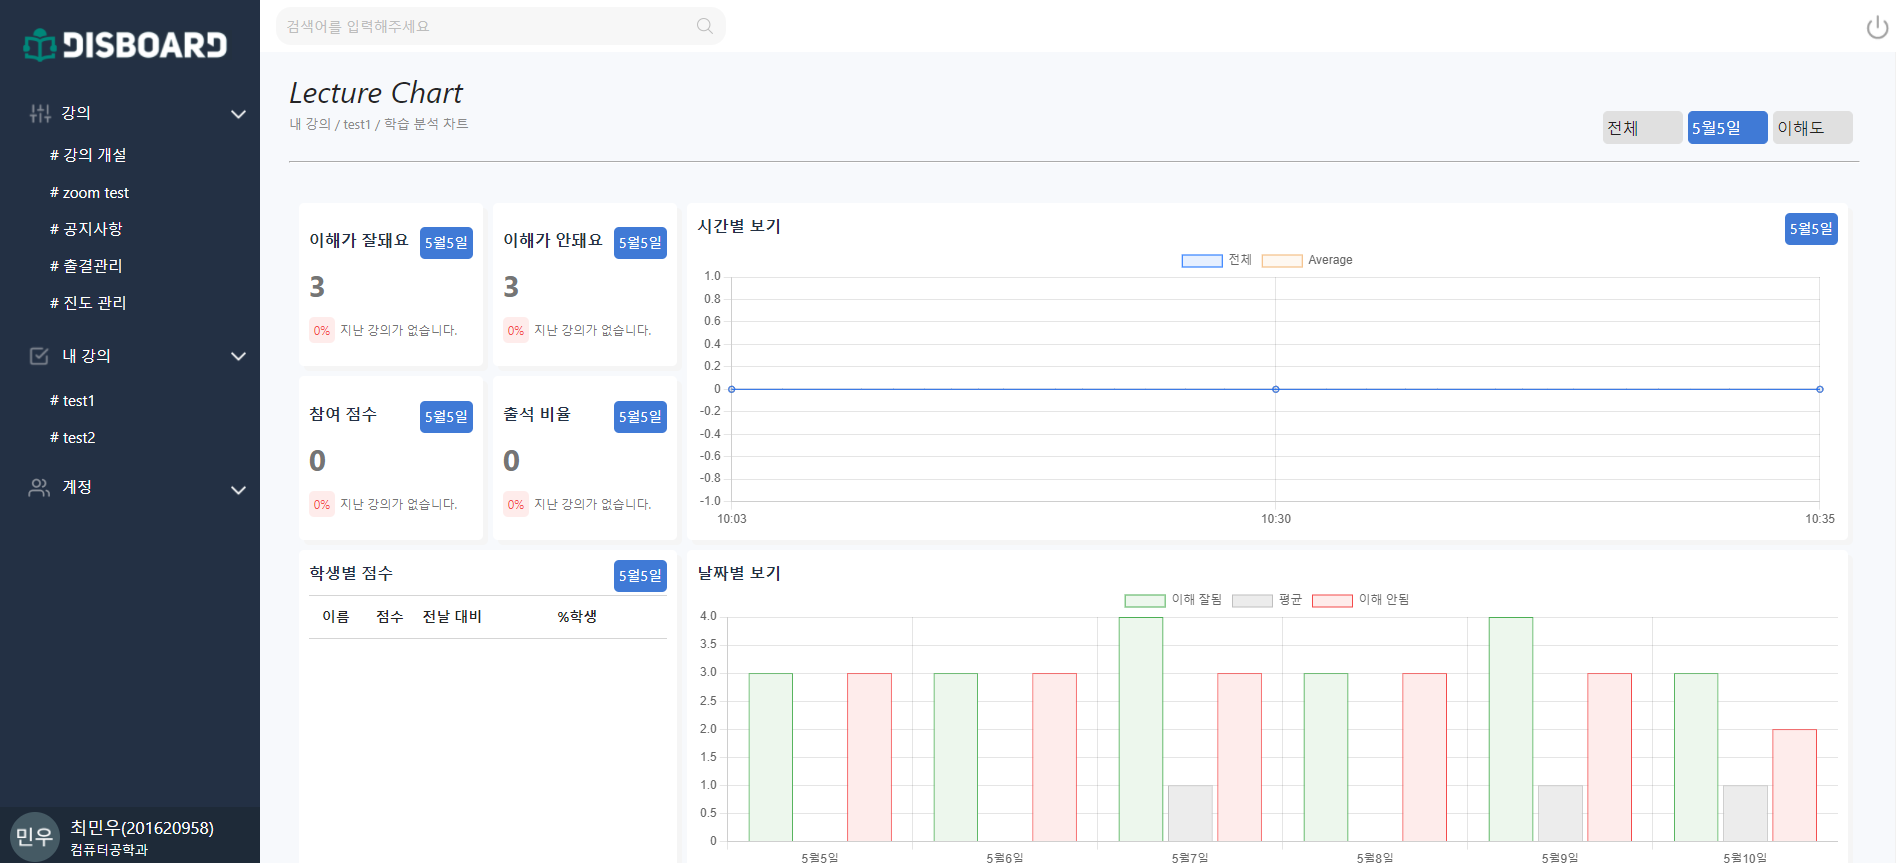 DISBOARD
검색어를 입력해주세요
강의
# 강의 개설
# zoom test
# 공지사항
# 출결관리
# 진도 관리
내 강의
# test1
# test2
계정
민우
최민우(201620958)
컴퓨터공학과
Lecture Chart
내 강의 / test1 / 학습 분석 차트
전체
5월5일
이해도
이해가 잘돼요
5월5일
3
0% 지난 강의가 없습니다.
이해가 안돼요
5월5일
3
0% 지난 강의가 없습니다.
참여 점수
5월5일
0
0% 지난 강의가 없습니다.
출석 비율
5월5일
0
0% 지난 강의가 없습니다.
시간별 보기
5월5일
전체 Average
1.0
0.8
0.6
0.4
0.2
0
-0.2
-0.4
-0.6
-0.8
-1.0
10:03 10:30 10:35
학생별 점수
5월5일
이름 점수 전날 대비 %학생
날짜별 보기
이해 잘됨 평균 이해 안됨
4.0
3.5
3.0
2.5
2.0
1.5
1.0
0.5
0
5월5일 5월6일 5월7일 5월8일 5월9일 5월10일